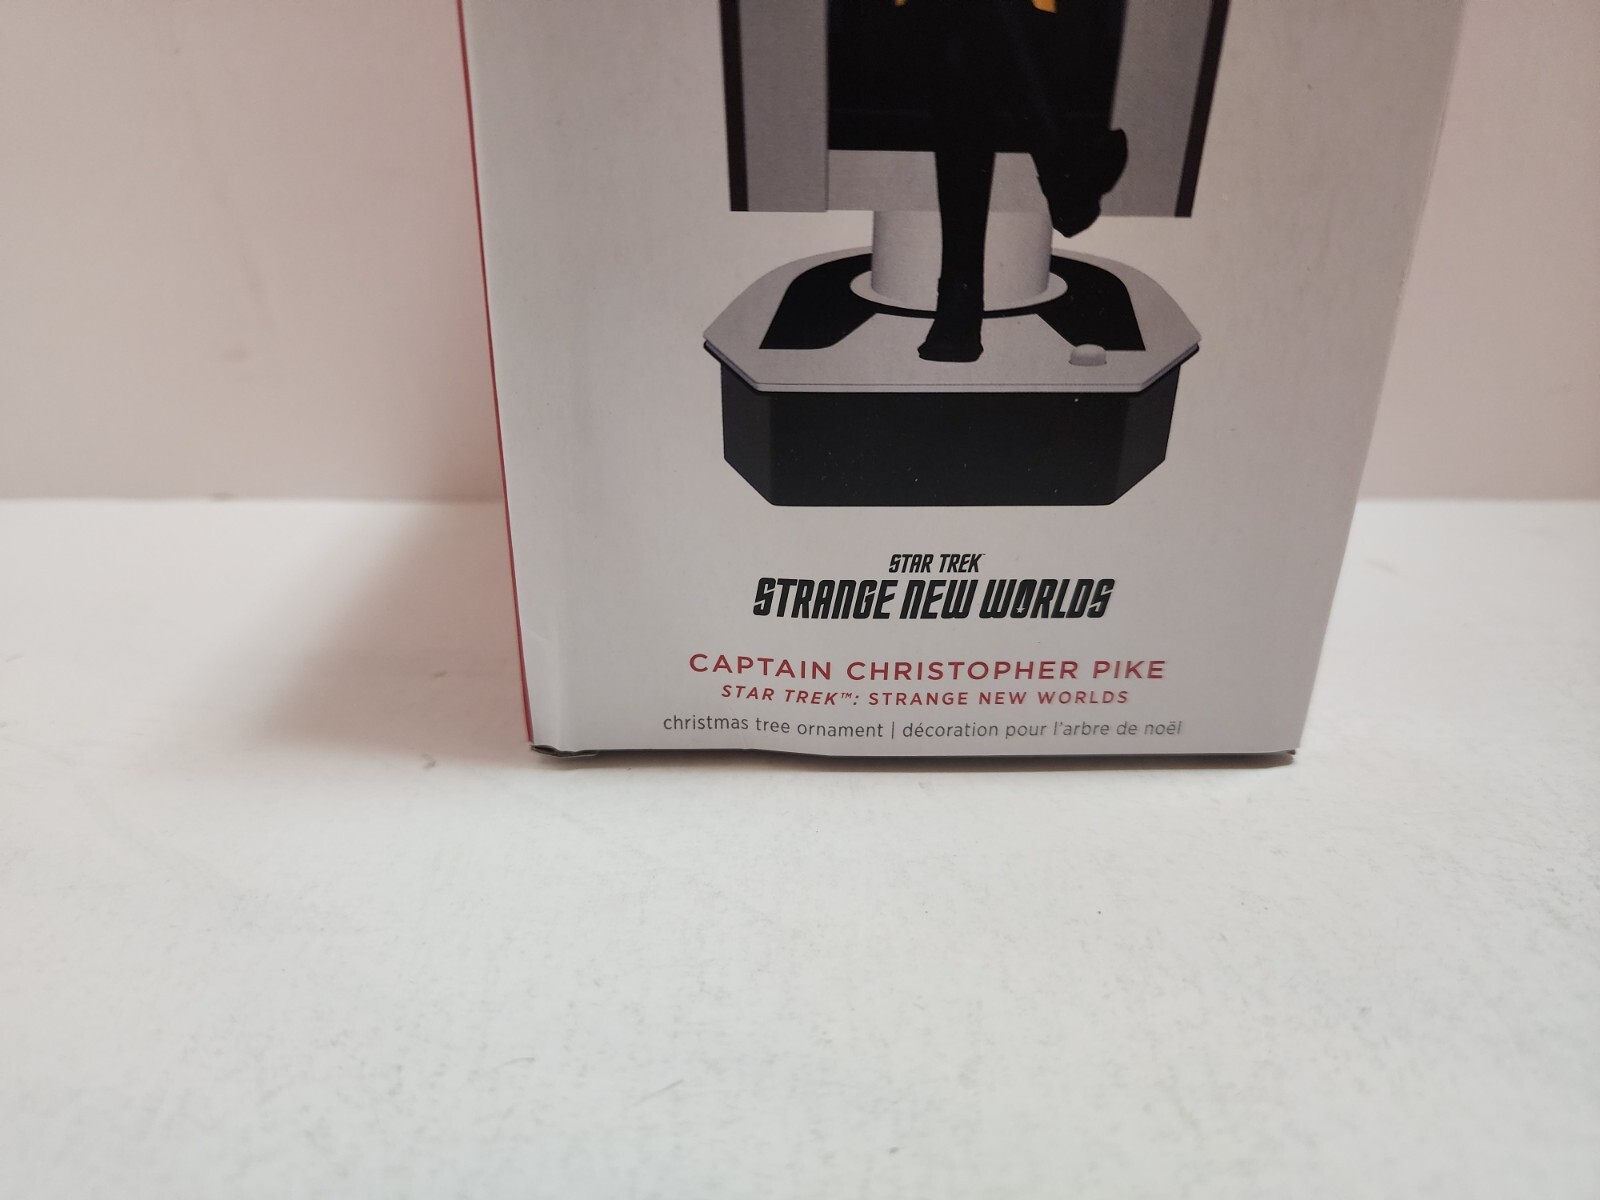 STAR TREK™
STRANGE NEW WORLDS
CAPTAIN CHRISTOPHER PIKE
STAR TREK™: STRANGE NEW WORLDS
christmas tree ornament | décoration pour l'arbre de noël